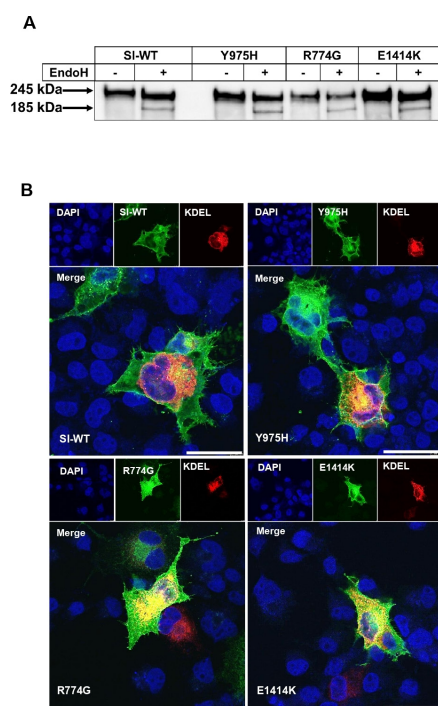 A
SI-WT Y975H R774G E1414K
EndoH - + - + - + - +
245 kDa
185 kDa
B
DAPI SI-WT KDEL DAPI Y975H KDEL
Merge Merge
SI-WT Y975H
DAPI R774G KDEL DAPI E1414K KDEL
Merge Merge
R774G E1414K